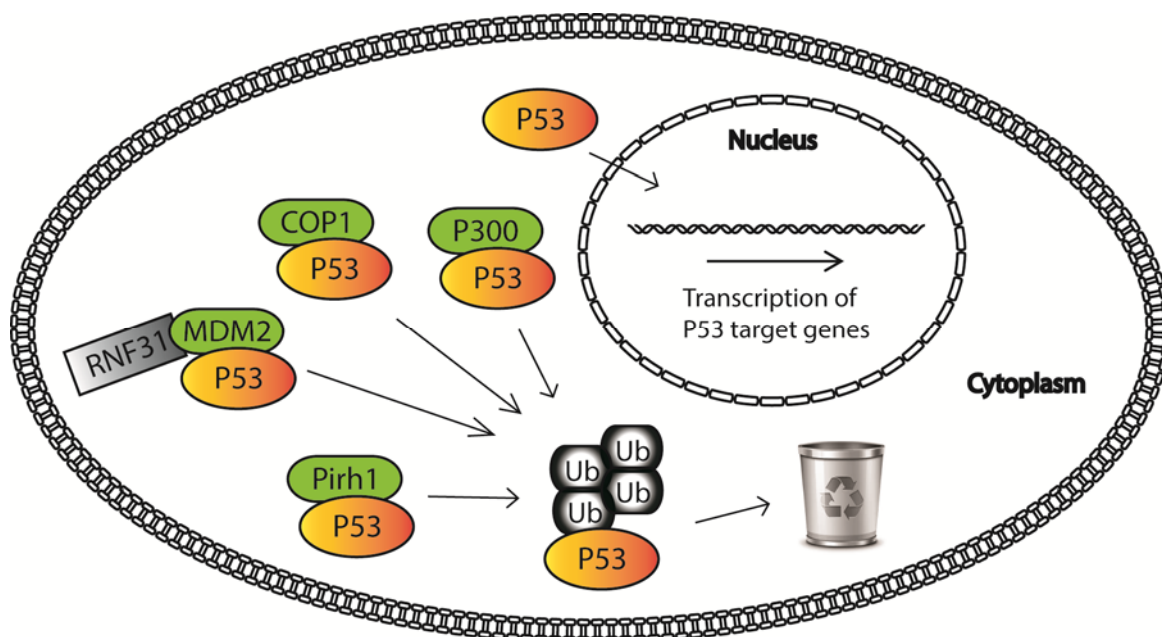 P53
Nucleus
COP1
P53
P300
P53
Transcription of
P53 target genes
RNF31
MDM2
P53
Cytoplasm
Pirh1
P53
Ub
Ub
Ub
Ub
P53